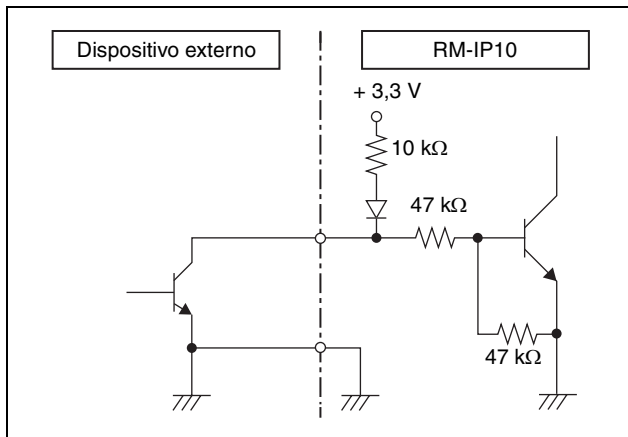 Dispositivo externo
RM-IP10
+ 3,3 V
10 kΩ
47 kΩ
47 kΩ